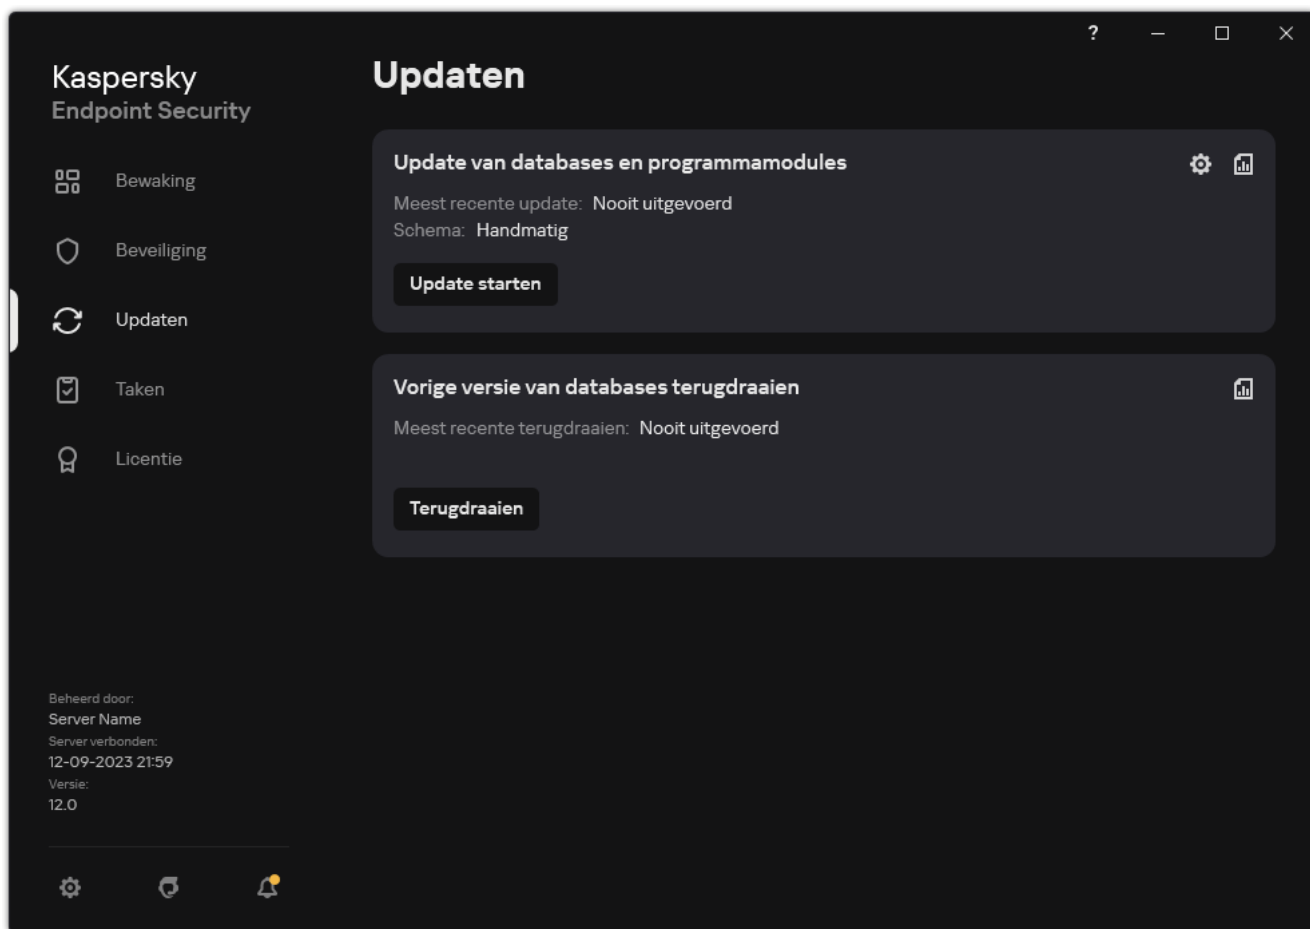 ?
Kaspersky
Endpoint Security
Updaten
Bewaking
Beveiliging
Updaten
Taken
Licentie
Update van databases en programmamodules
Meest recente update: Nooit uitgevoerd
Schema: Handmatig
Update starten
Vorige versie van databases terugdraaien
Meest recente terugdraaien: Nooit uitgevoerd
Terugdraaien
Beheerd door:
Server Name
Server verbonden:
12-09-2023 21:59
Versie:
12.0